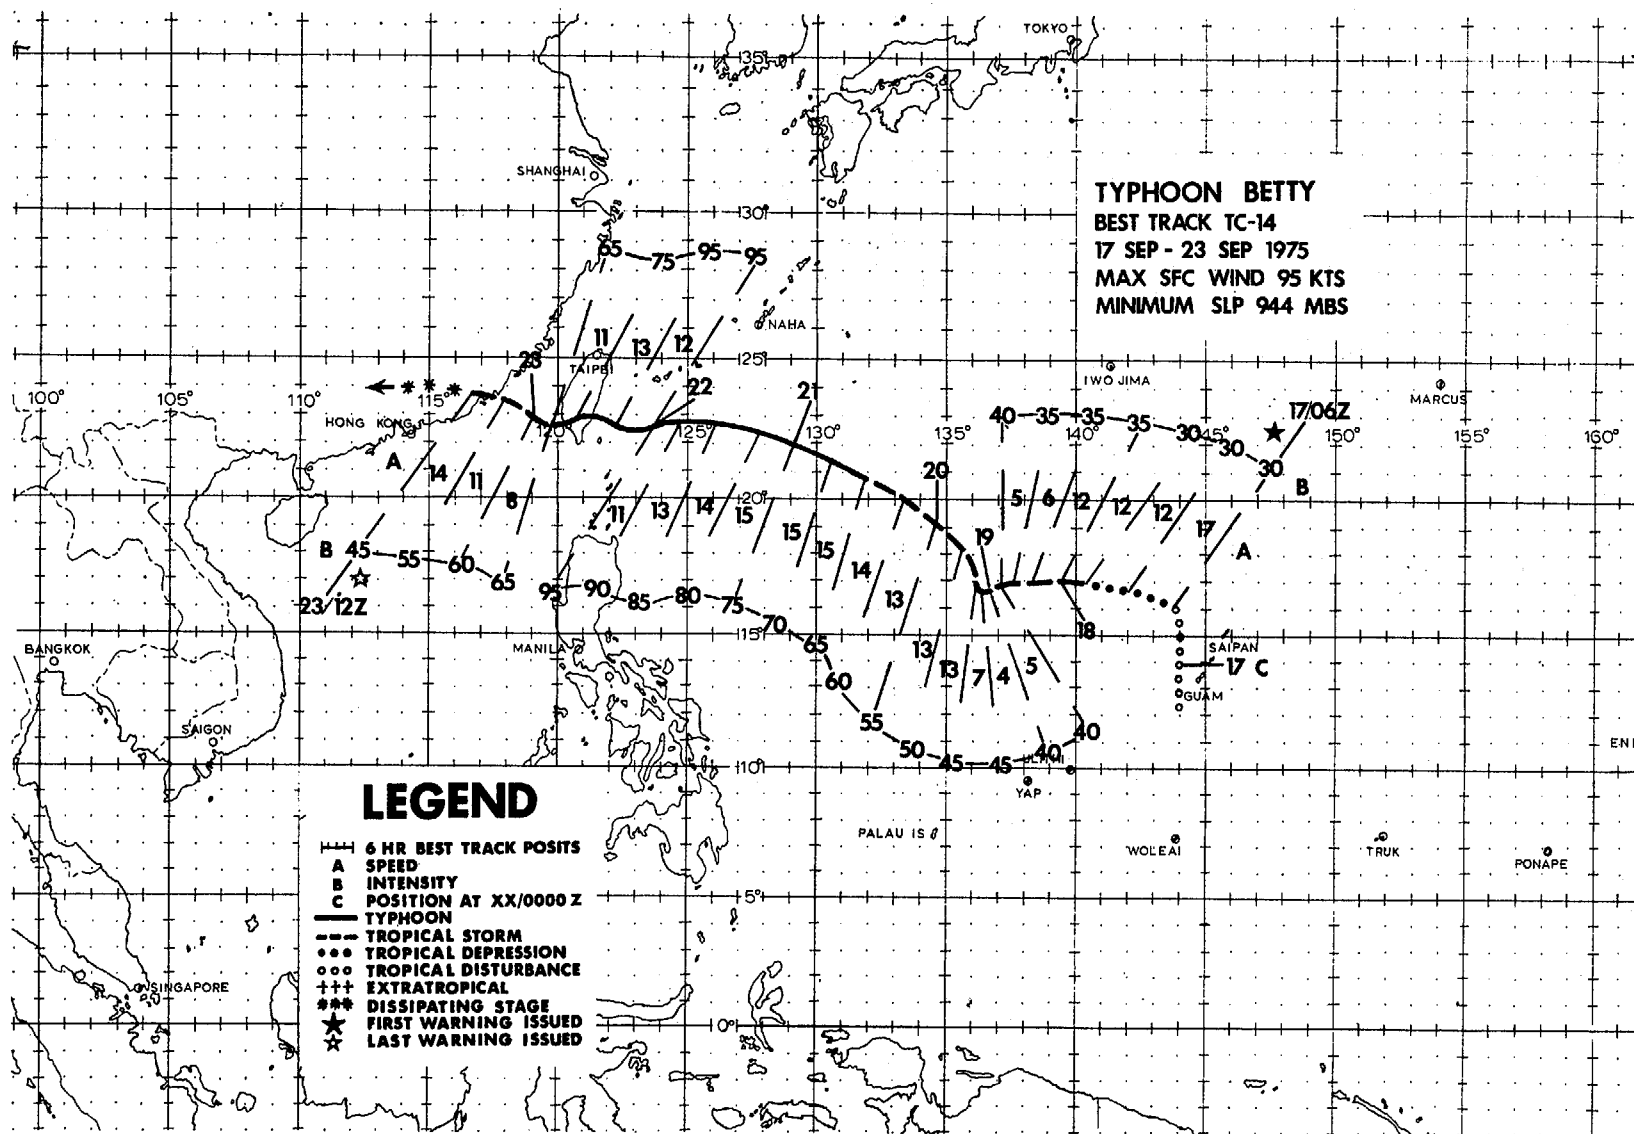 TOKYO
35°
SHANGHAI
30°
TYPHOON BETTY
BEST TRACK TC-14
17 SEP - 23 SEP 1975
MAX SFC WIND 95 KTS
MINIMUM SLP 944 MBS
65 75 95 95
NAHA
11 13 12
25°
23
TAIPEI
22
21
IWO JIMA
MARCUS
100° 105° 110° 115° 120° 125° 130° 135° 140° 145° 150° 155° 160°
HONG KONG
40 35 35 35 30 30 30
17/06Z
B
A 14 11 8
11 13 14 15 15 15 14 13 13 13 7 4 5
20°
20
19
5 6 12 12 12 17
A
B 45 55 60 65
23/12Z
95 90 85 80 75 70 65 60 55 50 45 45 40 40
18
15°
BANGKOK
MANILA
SAIPAN
17 C
GUAM
SAIGON
10°
YAP
PALAU IS
WOLEAI
TRUK
PONAPE
LEGEND
6 HR BEST TRACK POSITS
A SPEED
B INTENSITY
C POSITION AT XX/0000 Z
TYPHOON
TROPICAL STORM
TROPICAL DEPRESSION
TROPICAL DISTURBANCE
EXTRATROPICAL
DISSIPATING STAGE
FIRST WARNING ISSUED
LAST WARNING ISSUED
5°
SINGAPORE
0°